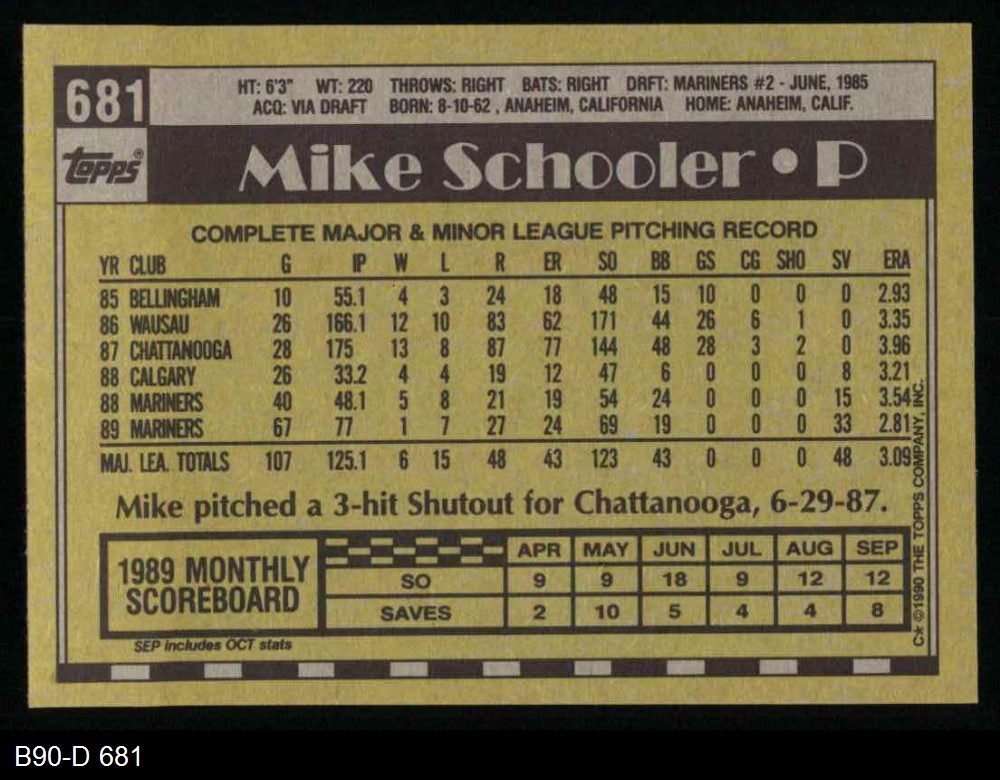 681
HT: 6'3" WT: 220 THROWS: RIGHT BATS: RIGHT DRFT: MARINERS #2 - JUNE, 1985
ACQ: VIA DRAFT BORN: 8-10-62 , ANAHEIM, CALIFORNIA HOME: ANAHEIM, CALIF.
TOPPS®
Mike Schooler • P
COMPLETE MAJOR & MINOR LEAGUE PITCHING RECORD
YR CLUB G IP W L R ER SO BB GS CG SHO SV ERA
85 BELLINGHAM 10 55.1 4 3 24 18 48 15 10 0 0 0 2.93
86 WAUSAU 26 166.1 12 10 83 62 171 44 26 6 1 0 3.35
87 CHATTANOOGA 28 175 13 8 87 77 144 48 28 3 2 0 3.96
88 CALGARY 26 33.2 4 4 19 12 47 6 0 0 0 8 3.21
88 MARINERS 40 48.1 5 8 21 19 54 24 0 0 0 15 3.54
89 MARINERS 67 77 1 7 27 24 69 19 0 0 0 33 2.81
MAJ. LEA. TOTALS 107 125.1 6 15 48 43 123 43 0 0 0 48 3.09
Mike pitched a 3-hit Shutout for Chattanooga, 6-29-87.
1989 MONTHLY
SCOREBOARD
APR MAY JUN JUL AUG SEP
SO 9 9 18 9 12 12
SAVES 2 10 5 4 4 8
SEP includes OCT stats
C* ©1990 THE TOPPS COMPANY, INC.
B90-D 681